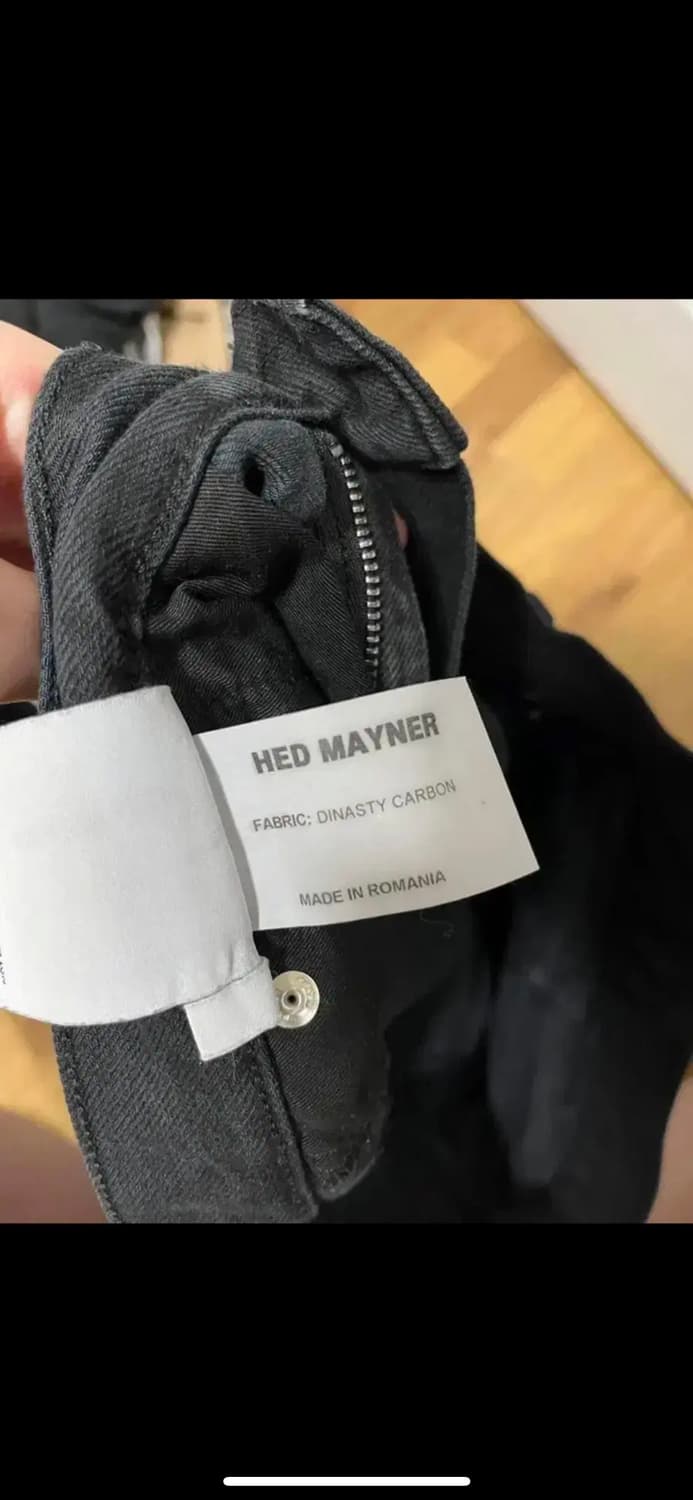 HED MAYNER
FABRIC: DINASTY CARBON
MADE IN ROMANIA